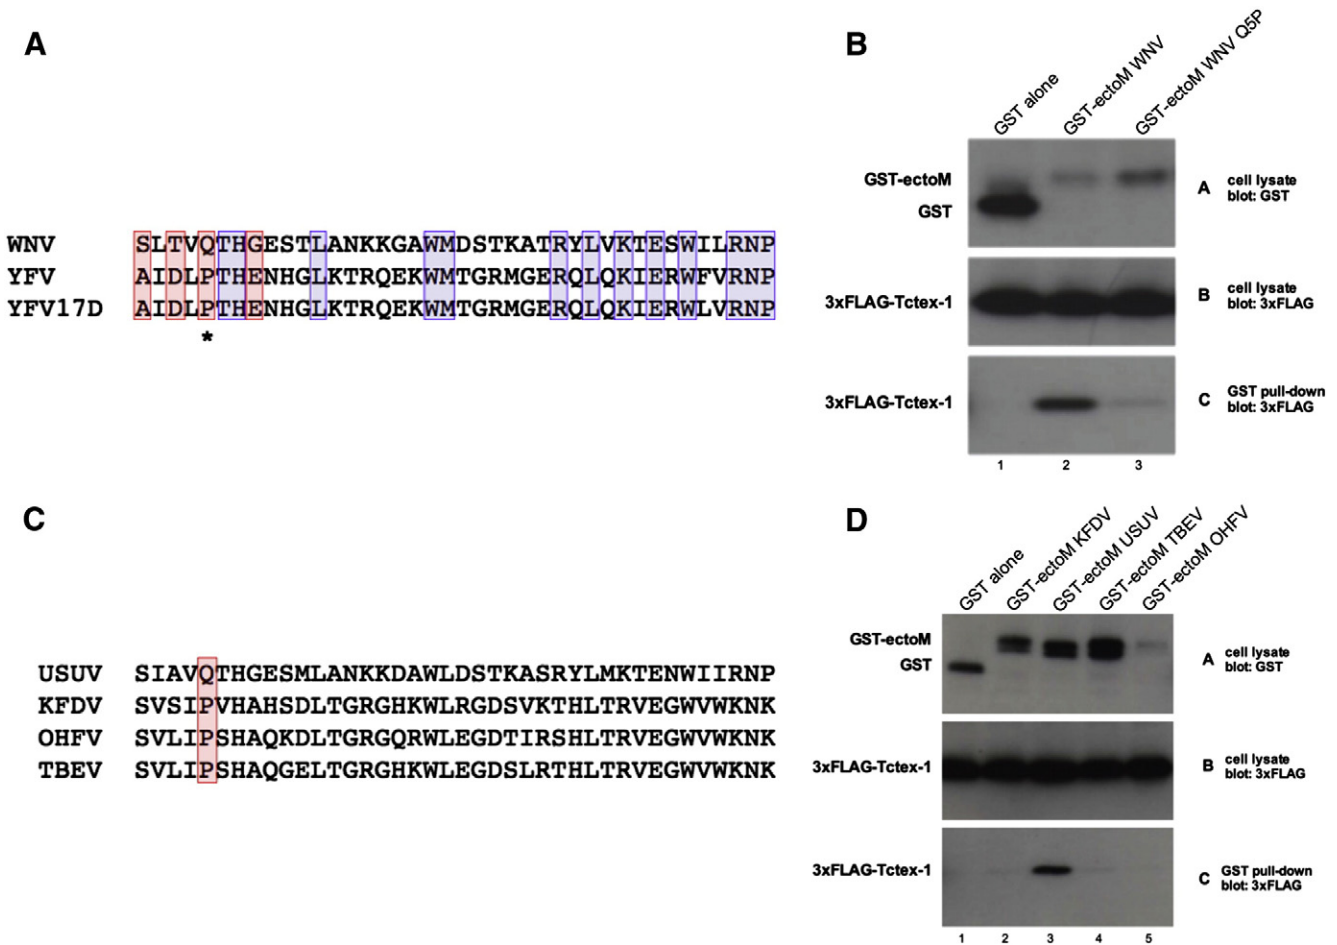 A
WNV SLTVQTHGESTLANKKGAWMDSTKATRYLVKTESWILRNP
YFV AIDLPTHENHGLKTRQEKWMTGRMGERQLQKIERWFVRNP
YFV17D AIDLPTHENHGLKTRQEKWMTGRMGERQLQKIERWLVRNP
*
B
GST alone
GST-ectoM WNV
GST-ectoM WNV Q5P
GST-ectoM
GST
A cell lysate
blot: GST
3xFLAG-Tctex-1
B cell lysate
blot: 3xFLAG
3xFLAG-Tctex-1
C GST pull-down
blot: 3xFLAG
1 2 3
C
USUV SIAVQTHGESMLANKKDAWLDSTKASRYLMKTENWIIRNP
KFDV SVSIPVHAHSDLTGRGHKWLRGDSVKTHLTRVEGWVWKNK
OHFV SVLIPSHAQKDLTGRGQRWLEGDTIRSHLTRVEGWVWKNK
TBEV SVLIPSHAQGELTGRGHKWLEGDSLRTHLTRVEGWVWKNK
D
GST alone
GST-ectoM KFDV
GST-ectoM USUV
GST-ectoM TBEV
GST-ectoM OHFV
GST-ectoM
GST
A cell lysate
blot: GST
3xFLAG-Tctex-1
B cell lysate
blot: 3xFLAG
3xFLAG-Tctex-1
C GST pull-down
blot: 3xFLAG
1 2 3 4 5